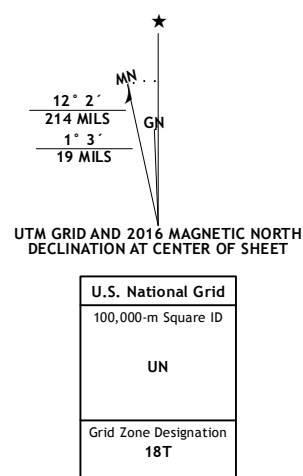 MN
GN
12° 2´
214 MILS
1° 3´
19 MILS
UTM GRID AND 2016 MAGNETIC NORTH
DECLINATION AT CENTER OF SHEET
U.S. National Grid
100,000-m Square ID
UN
Grid Zone Designation
18T